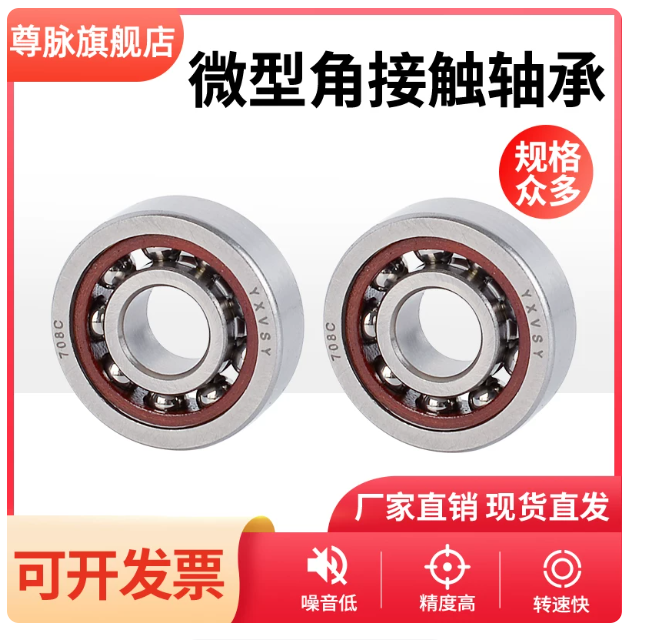 尊脉旗舰店
微型角接触轴承
规格
众多
708C
YXVSY
708C
YXVSY
厂家直销 现货直发
可开发票
噪音低
精度高
转速快